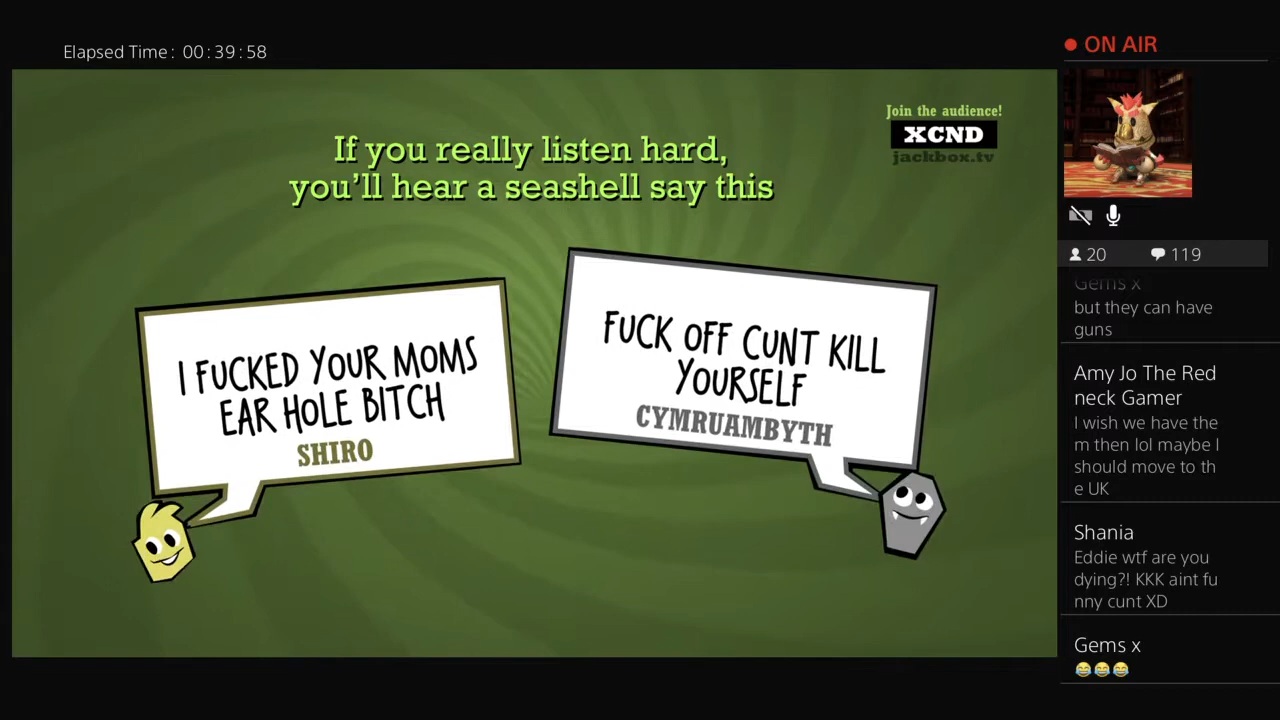 Elapsed Time: 00:39:58
ON AIR
Join the audience!
XCND
jackbox.tv
If you really listen hard,
you'll hear a seashell say this
I FUCKED YOUR MOMS
EAR HOLE BITCH
SHIRO
FUCK OFF CUNT KILL
YOURSELF
CYMRUAMBYTH
20
119
Gems x
but they can have
guns
Amy Jo The Red
neck Gamer
I wish we have the
m then lol maybe I
should move to th
e UK
Shania
Eddie wtf are you
dying?! KKK aint fu
nny cunt XD
Gems x
😂😂😂